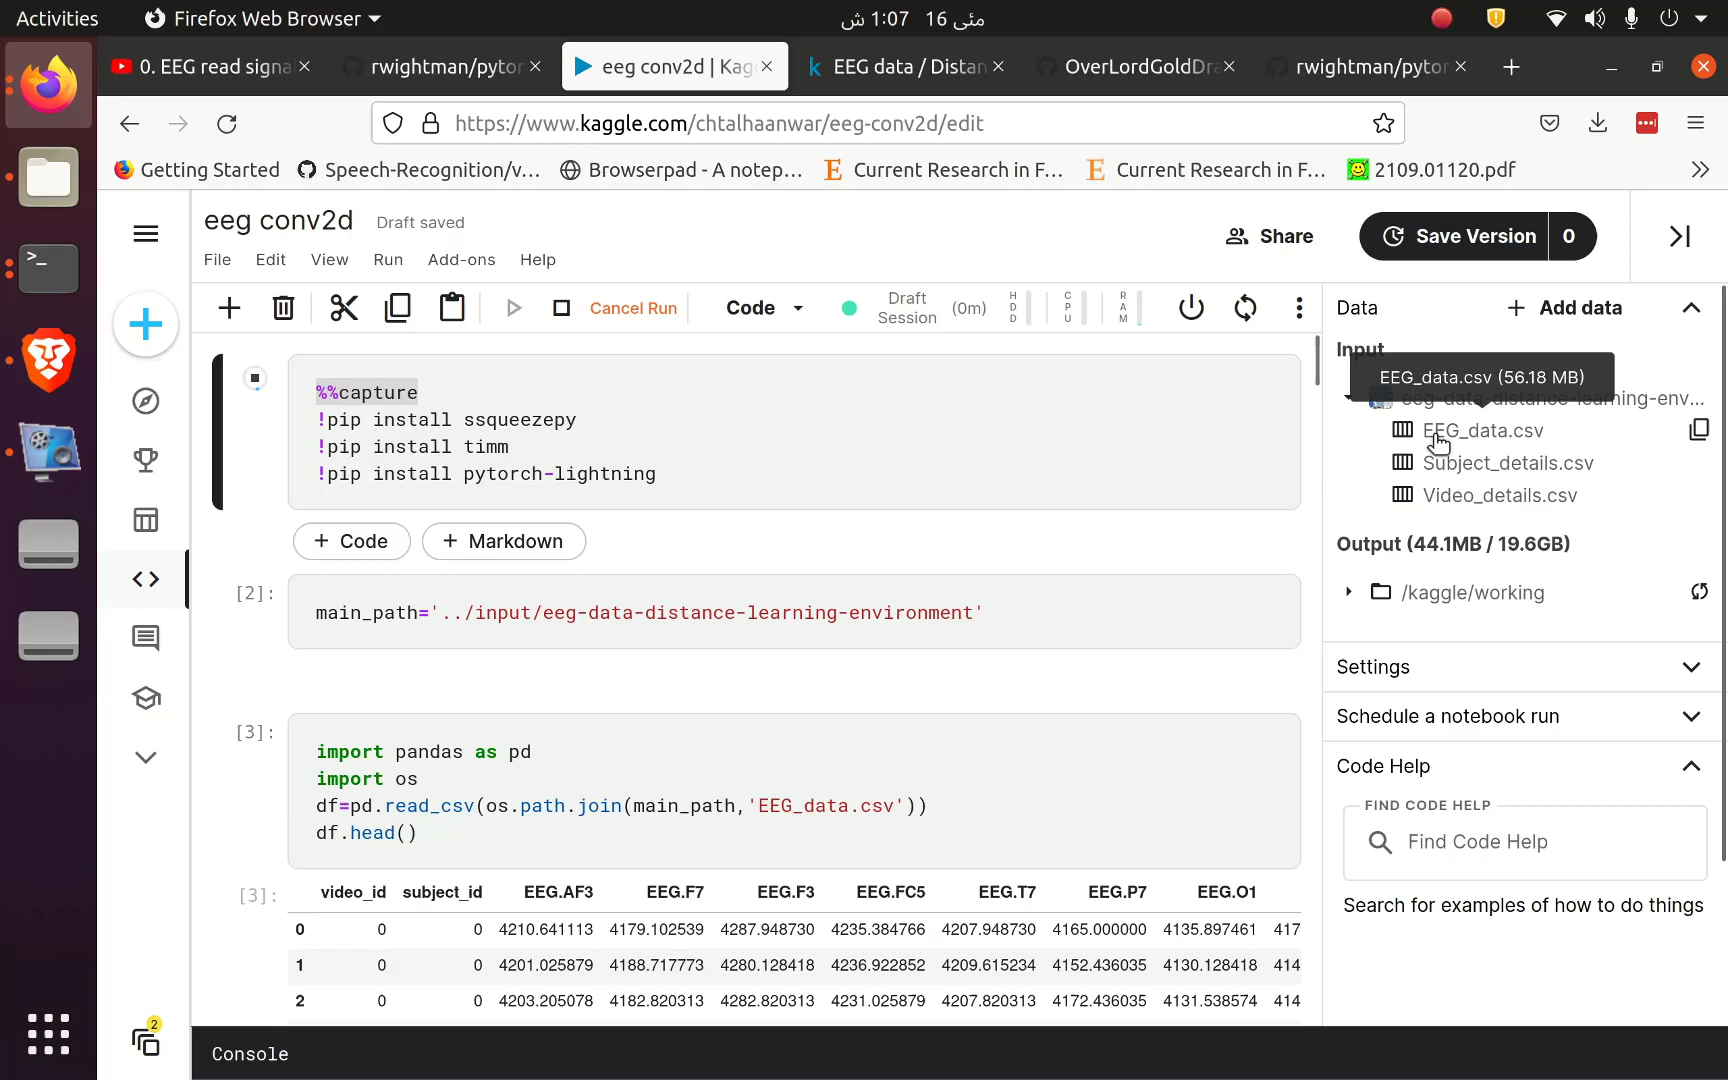 Activities
Firefox Web Browser
مئی 16  1:07 ش
0. EEG read signa
rwightman/pytor
eeg conv2d | Kag
EEG data / Distan
OverLordGoldDra
rwightman/pytor
https://www.kaggle.com/chtalhaanwar/eeg-conv2d/edit
Getting Started
Speech-Recognition/v...
Browserpad - A notep...
Current Research in F...
Current Research in F...
2109.01120.pdf
eeg conv2d
Draft saved
File Edit View Run Add-ons Help
Share
Save Version 0
Cancel Run
Code
Draft Session (0m)
HDD
CPU
RAM
Data
+ Add data
Input
EEG_data.csv (56.18 MB)
eeg-data-distance-learning-env...
EEG_data.csv
Subject_details.csv
Video_details.csv
Output (44.1MB / 19.6GB)
/kaggle/working
Settings
Schedule a notebook run
Code Help
FIND CODE HELP
Find Code Help
Search for examples of how to do things
%%capture
!pip install ssqueezepy
!pip install timm
!pip install pytorch-lightning
+ Code
+ Markdown
[2]:
main_path='../input/eeg-data-distance-learning-environment'
[3]:
import pandas as pd
import os
df=pd.read_csv(os.path.join(main_path,'EEG_data.csv'))
df.head()
[3]:
video_id subject_id EEG.AF3 EEG.F7 EEG.F3 EEG.FC5 EEG.T7 EEG.P7 EEG.O1
0 0 0 4210.641113 4179.102539 4287.948730 4235.384766 4207.948730 4165.000000 4135.897461 417
1 0 0 4201.025879 4188.717773 4280.128418 4236.922852 4209.615234 4152.436035 4130.128418 414
2 0 0 4203.205078 4182.820313 4282.820313 4231.025879 4207.820313 4172.436035 4131.538574 414
2
Console